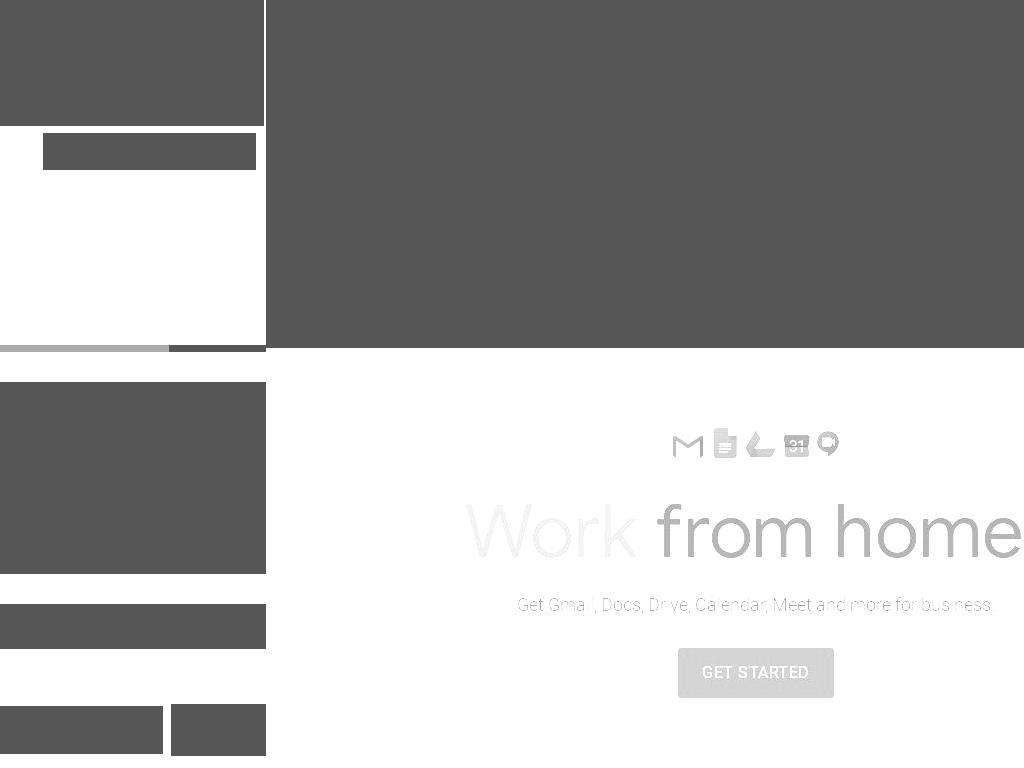 31
Work from home
Get Gmail, Docs, Drive, Calendar, Meet and more for business.
GET STARTED